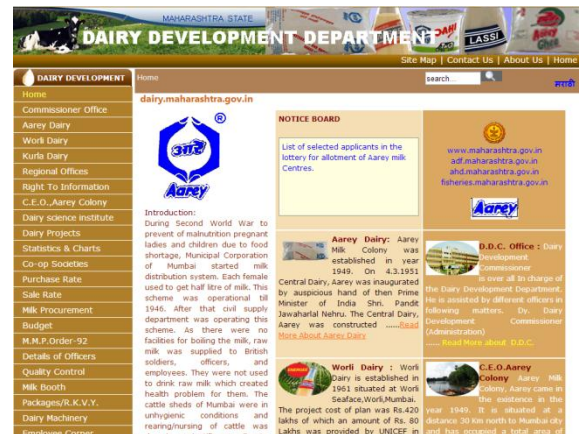 MAHARASHTRA STATE
DAIRY DEVELOPMENT DEPARTMENT
LASSI
Site Map | Contact Us | About Us | Home
DAIRY DEVELOPMENT
Home
search...
मराठी
Home
Commissioner Office
Aarey Dairy
Worli Dairy
Kurla Dairy
Regional Offices
Right To Information
C.E.O.,Aarey Colony
Dairy science institute
Dairy Projects
Statistics & Charts
Co-op Societies
Purchase Rate
Sale Rate
Milk Procurement
Budget
M.M.P.Order-92
Details of Officers
Quality Control
Milk Booth
Packages/R.K.V.Y.
Dairy Machinery
Employee Corner
dairy.maharashtra.gov.in
®
आरे
Aarey
Introduction:
During Second World War to
prevent of malnutrition pregnant
ladies and children due to food
shortage, Municipal Corporation
of Mumbai started milk
distribution system. Each female
used to get half litre of milk. This
scheme was operational till
1946. After that civil supply
department was operating this
scheme. As there were no
facilities for boiling the milk, raw
milk was supplied to British
soldiers, officers, and
employees. They were not used
to drink raw milk which created
health problem for them. The
cattle sheds of Mumbai were in
unhygienic conditions and
rearing/nursing of cattle was
NOTICE BOARD
List of selected applicants in the
lottery for allotment of Aarey milk
Centres.
Aarey Dairy: Aarey
Milk Colony was
established in year
1949. On 4.3.1951
Central Dairy, Aarey was inaugurated
by auspicious hand of then Prime
Minister of India Shri. Pandit
Jawaharlal Nehru. The Central Dairy,
Aarey was constructed ......Read
More About Aarey Dairy
Worli Dairy : Worli
Dairy is established in
1961 situated at Worli
Seaface,Worli,Mumbai.
The project cost of plan was Rs.420
lakhs of which an amount of Rs. 80
Lakhs was provided by UNICEF in
www.maharashtra.gov.in
adf.maharashtra.gov.in
ahd.maharashtra.gov.in
fisheries.maharashtra.gov.in
Aarey
D.D.C. Office : Dairy
Development
Commissioner
is over all In charge of
the Dairy Development Department.
He is assisted by different officers in
following matters. Dy. Dairy
Development Commissioner
(Administration)
...... Read More about D.D.C.
C.E.O.Aarey
Colony Aarey Milk
Colony, Aarey came in
the existence in the
year 1949. It is situated at a
distance 30 Km north to Mumbai city
and has occupied a total area of